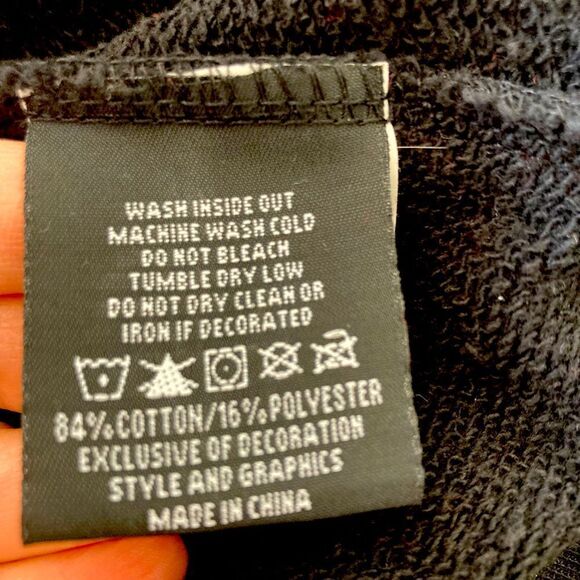 WASH INSIDE OUT
MACHINE WASH COLD
DO NOT BLEACH
TUMBLE DRY LOW
DO NOT DRY CLEAN OR
IRON IF DECORATED
84% COTTON/16% POLYESTER
EXCLUSIVE OF DECORATION
STYLE AND GRAPHICS
MADE IN CHINA